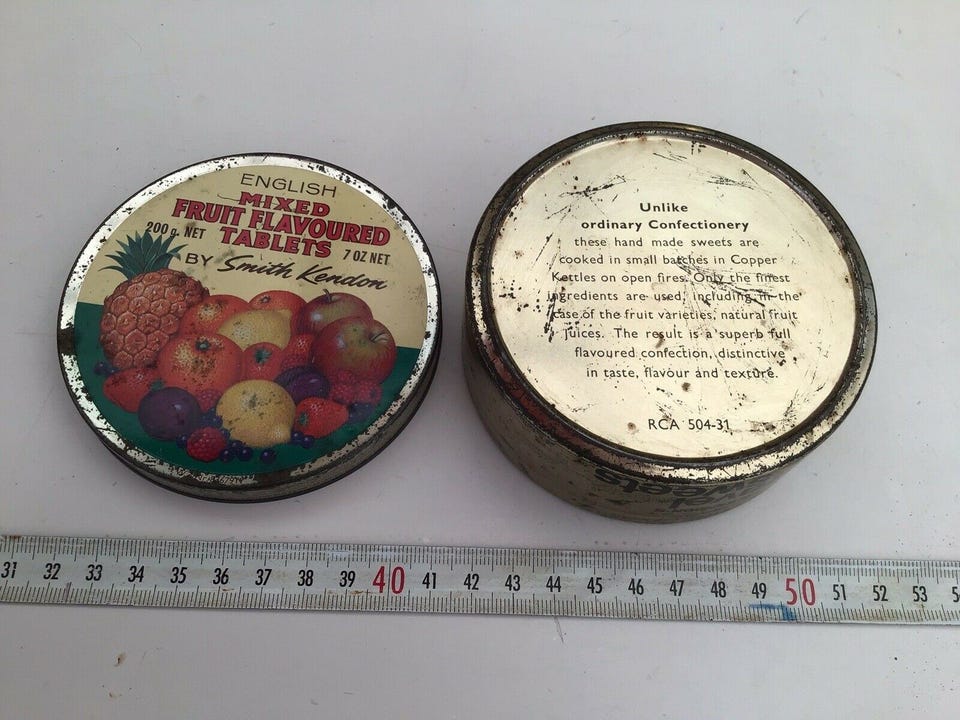 ENGLISH
MIXED
FRUIT FLAVOURED
TABLETS
200g. NET
7 OZ NET
BY Smith Kendon
Unlike
ordinary Confectionery
these hand made sweets are
cooked in small batches in Copper
Kettles on open fires. Only the finest
ingredients are used, including, in the
case of the fruit varieties, natural fruit
juices. The result is a superb full
flavoured confection, distinctive
in taste, flavour and texture.
RCA 504-31
31 32 33 34 35 36 37 38 39 40 41 42 43 44 45 46 47 48 49 50 51 52 53